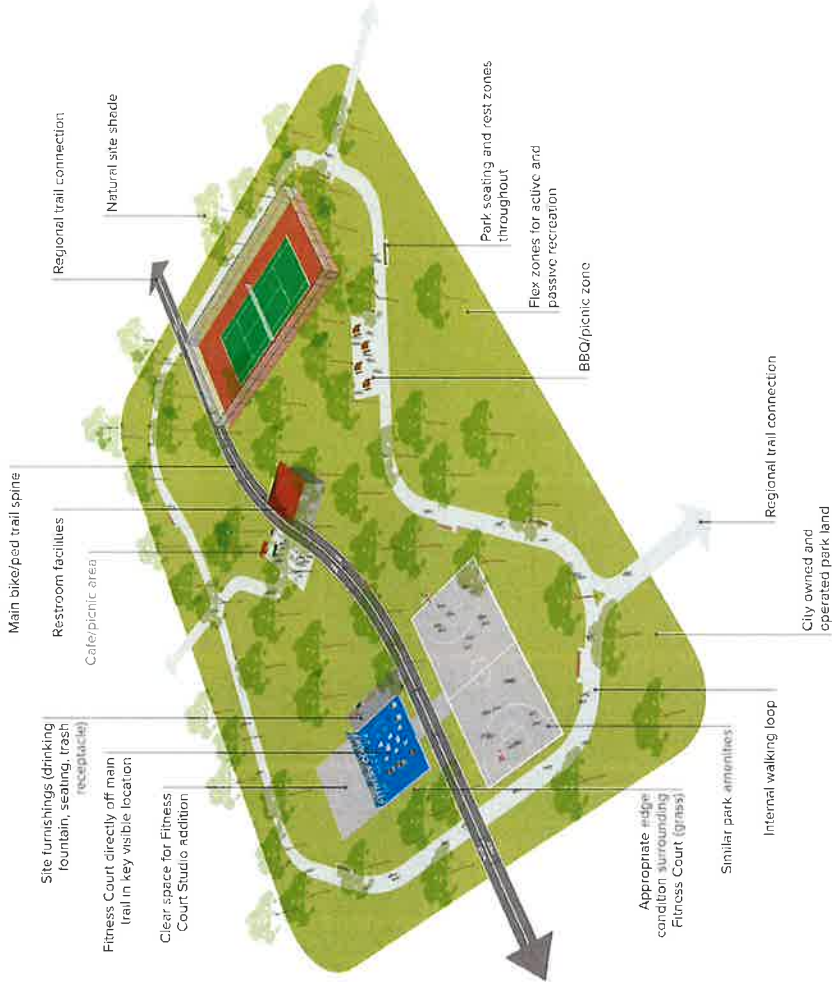 Main bike/ped trail spine
Site furnishings (drinking
fountain, seating, trash
receptacle)
Restroom facilities
Regional trail connection
Cafe/picnic area
Fitness Court directly off main
trail in key visible location
Natural site shade
Clear space for Fitness
Court Studio addition
Park seating and rest zones
throughout
Flex zones for active and
passive recreation
BBQ/picnic zone
Appropriate edge
condition surrounding
Fitness Court (grass)
Similar park amenities
Internal walking loop
Regional trail connection
City owned and
operated park land